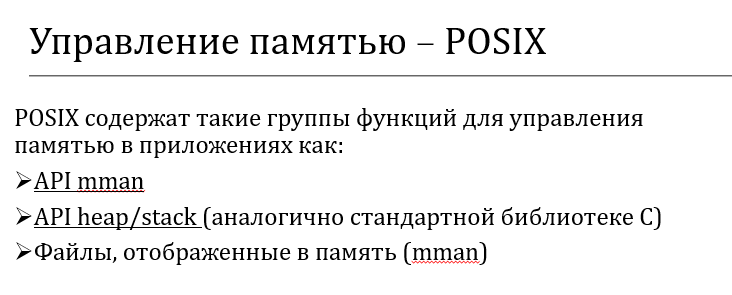 Управление памятью – POSIX
POSIX содержат такие группы функций для управления
памятью в приложениях как:
➢API mman
➢API heap/stack (аналогично стандартной библиотеке C)
➢Файлы, отображенные в память (mman)